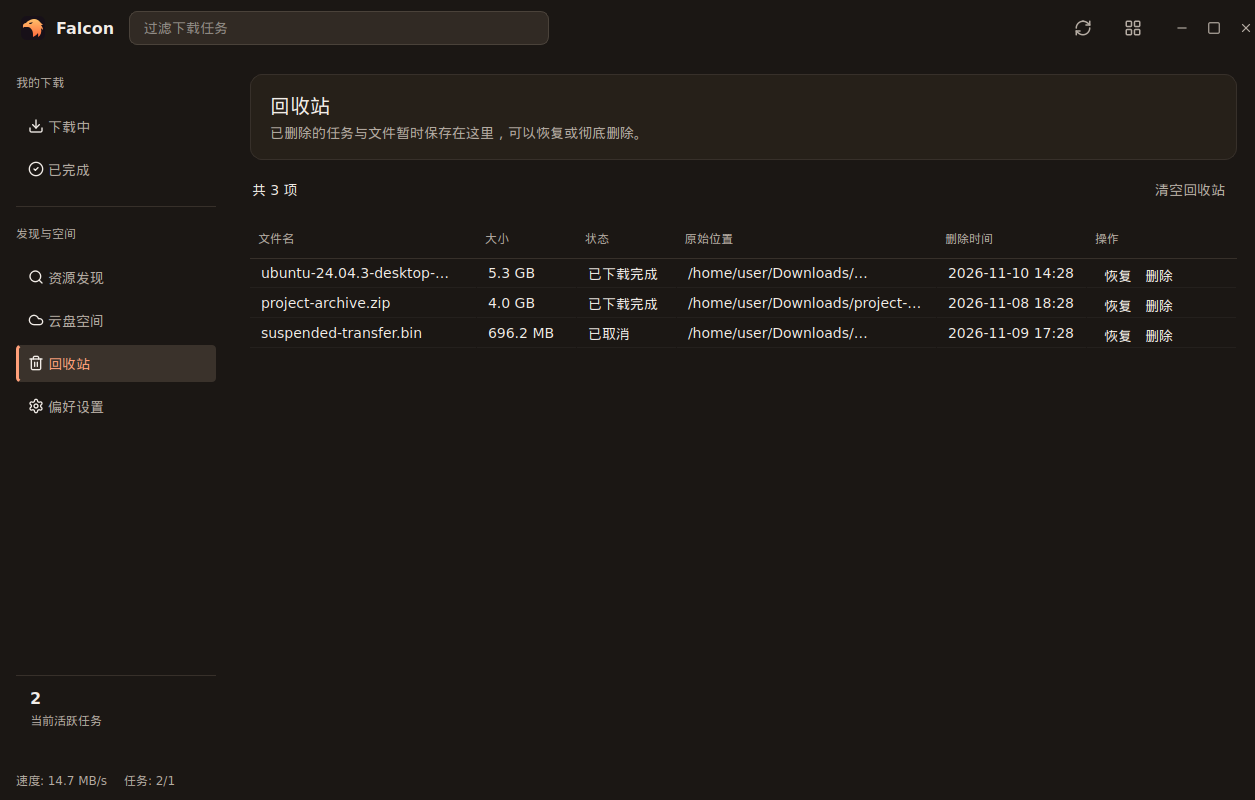 Falcon
过滤下载任务
我的下载
下载中
已完成
发现与空间
资源发现
云盘空间
回收站
偏好设置
2
当前活跃任务
速度: 14.7 MB/s 任务: 2/1
回收站
已删除的任务与文件暂时保存在这里，可以恢复或彻底删除。
共 3 项 清空回收站
文件名 大小 状态 原始位置 删除时间 操作
ubuntu-24.04.3-desktop-... 5.3 GB 已下载完成 /home/user/Downloads/... 2026-11-10 14:28 恢复 删除
project-archive.zip 4.0 GB 已下载完成 /home/user/Downloads/project-... 2026-11-08 18:28 恢复 删除
suspended-transfer.bin 696.2 MB 已取消 /home/user/Downloads/... 2026-11-09 17:28 恢复 删除